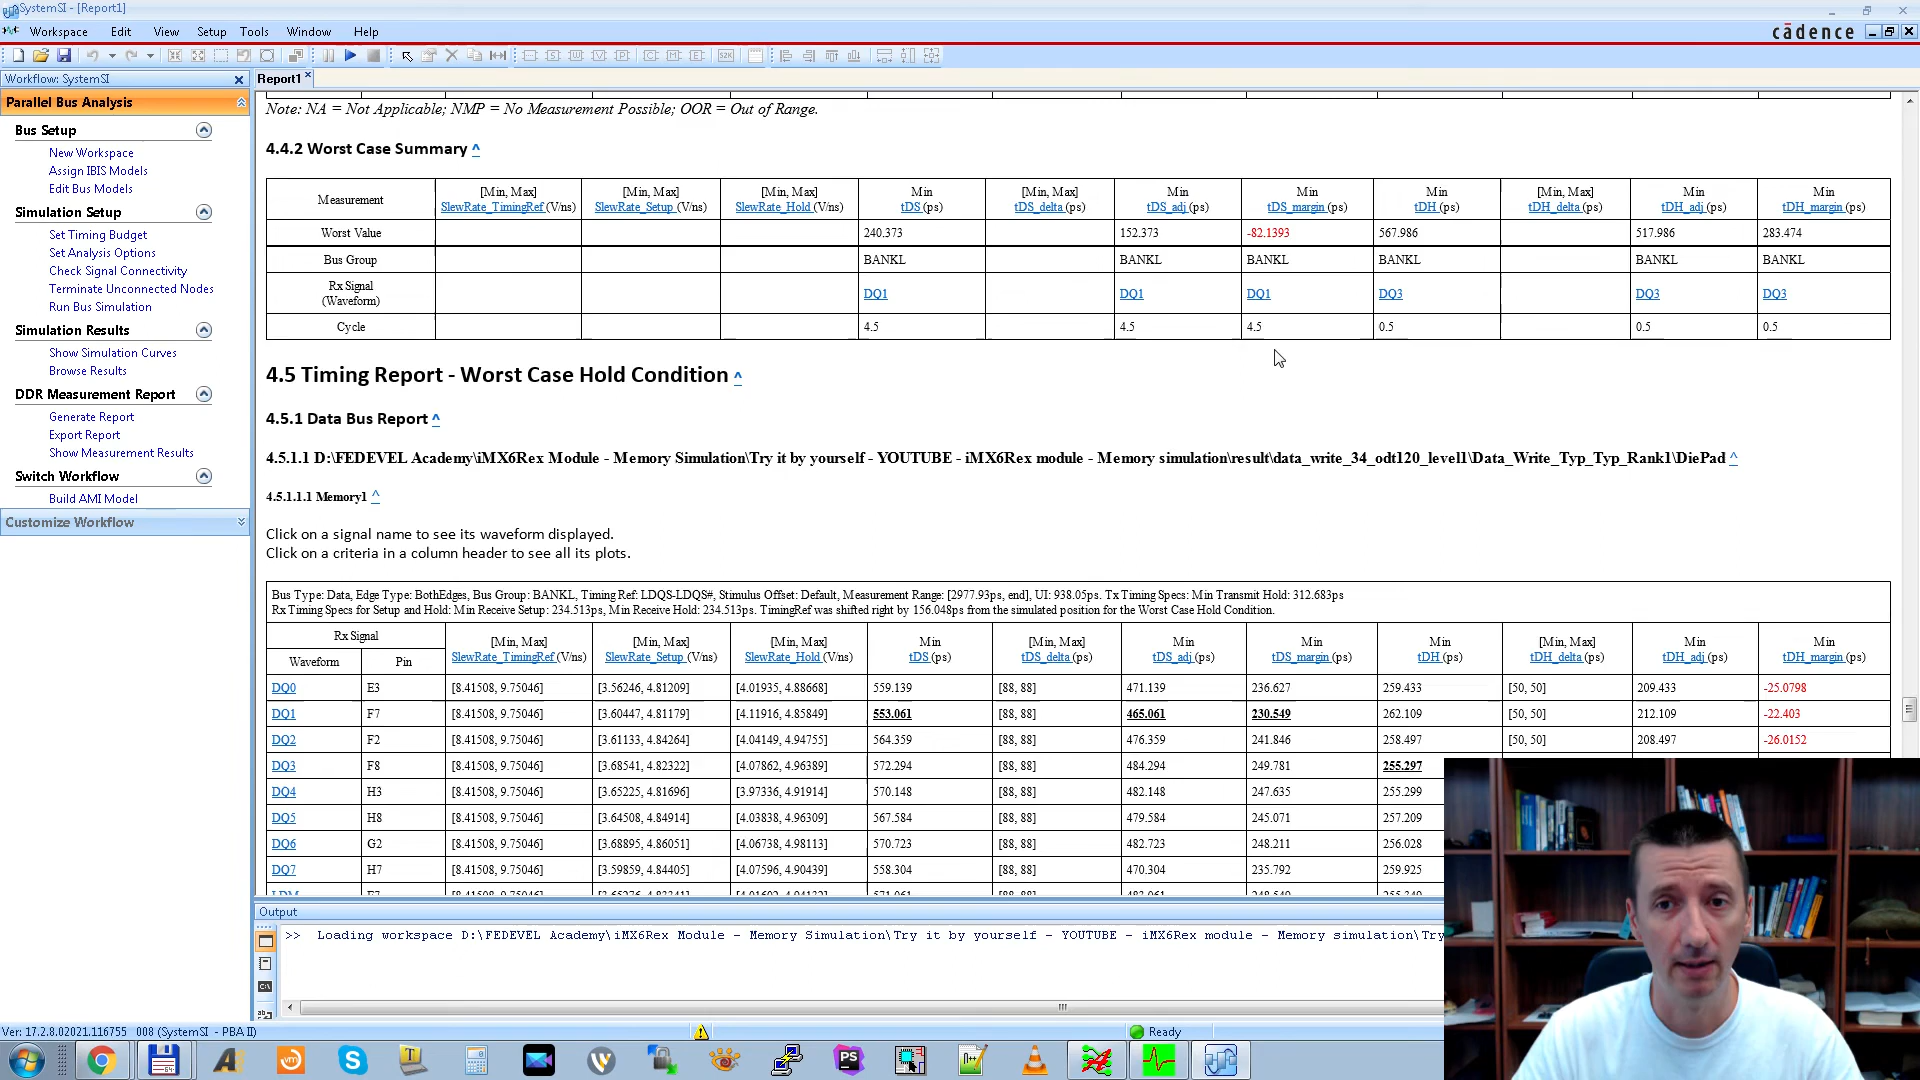 SystemSI - [Report1]
Workspace Edit View Setup Tools Window Help
cādence
Workflow: SystemSI
Report1
Parallel Bus Analysis
Bus Setup
New Workspace
Assign IBIS Models
Edit Bus Models
Simulation Setup
Set Timing Budget
Set Analysis Options
Check Signal Connectivity
Terminate Unconnected Nodes
Run Bus Simulation
Simulation Results
Show Simulation Curves
Browse Results
DDR Measurement Report
Generate Report
Export Report
Show Measurement Results
Switch Workflow
Build AMI Model
Customize Workflow
Note: NA = Not Applicable; NMP = No Measurement Possible; OOR = Out of Range.
4.4.2 Worst Case Summary ^
Measurement [Min, Max] SlewRate_TimingRef (V/ns) [Min, Max] SlewRate_Setup (V/ns) [Min, Max] SlewRate_Hold (V/ns) Min tDS (ps) [Min, Max] tDS_delta (ps) Min tDS_adj (ps) Min tDS_margin (ps) Min tDH (ps) [Min, Max] tDH_delta (ps) Min tDH_adj (ps) Min tDH_margin (ps)
Worst Value 240.373 152.373 -82.1393 567.986 517.986 283.474
Bus Group BANKL BANKL BANKL BANKL BANKL BANKL
Rx Signal (Waveform) DQ1 DQ1 DQ1 DQ3 DQ3 DQ3
Cycle 4.5 4.5 4.5 0.5 0.5 0.5
4.5 Timing Report - Worst Case Hold Condition ^
4.5.1 Data Bus Report ^
4.5.1.1 D:\FEDEVEL Academy\iMX6Rex Module - Memory Simulation\Try it by yourself - YOUTUBE - iMX6Rex module - Memory simulation\result\data_write_34_odt120_level1\Data_Write_Typ_Typ_Rank1\DiePad ^
4.5.1.1.1 Memory1 ^
Click on a signal name to see its waveform displayed.
Click on a criteria in a column header to see all its plots.
Bus Type: Data, Edge Type: BothEdges, Bus Group: BANKL, Timing Ref: LDQS-LDQS#, Stimulus Offset: Default, Measurement Range: [2977.93ps, end], UI: 938.05ps. Tx Timing Specs: Min Transmit Hold: 312.683ps
Rx Timing Specs for Setup and Hold: Min Receive Setup: 234.513ps, Min Receive Hold: 234.513ps. TimingRef was shifted right by 156.048ps from the simulated position for the Worst Case Hold Condition.
Rx Signal
Waveform Pin [Min, Max] SlewRate_TimingRef (V/ns) [Min, Max] SlewRate_Setup (V/ns) [Min, Max] SlewRate_Hold (V/ns) Min tDS (ps) [Min, Max] tDS_delta (ps) Min tDS_adj (ps) Min tDS_margin (ps) Min tDH (ps) [Min, Max] tDH_delta (ps) Min tDH_adj (ps) Min tDH_margin (ps)
DQ0 E3 [8.41508, 9.75046] [3.56246, 4.81209] [4.01935, 4.88668] 559.139 [88, 88] 471.139 236.627 259.433 [50, 50] 209.433 -25.0798
DQ1 F7 [8.41508, 9.75046] [3.60447, 4.81179] [4.11916, 4.85849] 553.061 [88, 88] 465.061 230.549 262.109 [50, 50] 212.109 -22.403
DQ2 F2 [8.41508, 9.75046] [3.61133, 4.84264] [4.04149, 4.94755] 564.359 [88, 88] 476.359 241.846 258.497 [50, 50] 208.497 -26.0152
DQ3 F8 [8.41508, 9.75046] [3.68541, 4.82322] [4.07862, 4.96389] 572.294 [88, 88] 484.294 249.781 255.297
DQ4 H3 [8.41508, 9.75046] [3.65225, 4.81696] [3.97336, 4.91914] 570.148 [88, 88] 482.148 247.635 255.299
DQ5 H8 [8.41508, 9.75046] [3.64508, 4.84914] [4.03838, 4.96309] 567.584 [88, 88] 479.584 245.071 257.209
DQ6 G2 [8.41508, 9.75046] [3.68895, 4.86051] [4.06738, 4.98113] 570.723 [88, 88] 482.723 248.211 256.028
DQ7 H7 [8.41508, 9.75046] [3.59859, 4.84405] [4.07596, 4.90439] 558.304 [88, 88] 470.304 235.792 259.925
Output
>> Loading workspace D:\FEDEVEL Academy\iMX6Rex Module - Memory Simulation\Try it by yourself - YOUTUBE - iMX6Rex module - Memory simulation\Try
Ver: 17.2.8.02021.116755 008 (SystemSI - PBA II)
Ready